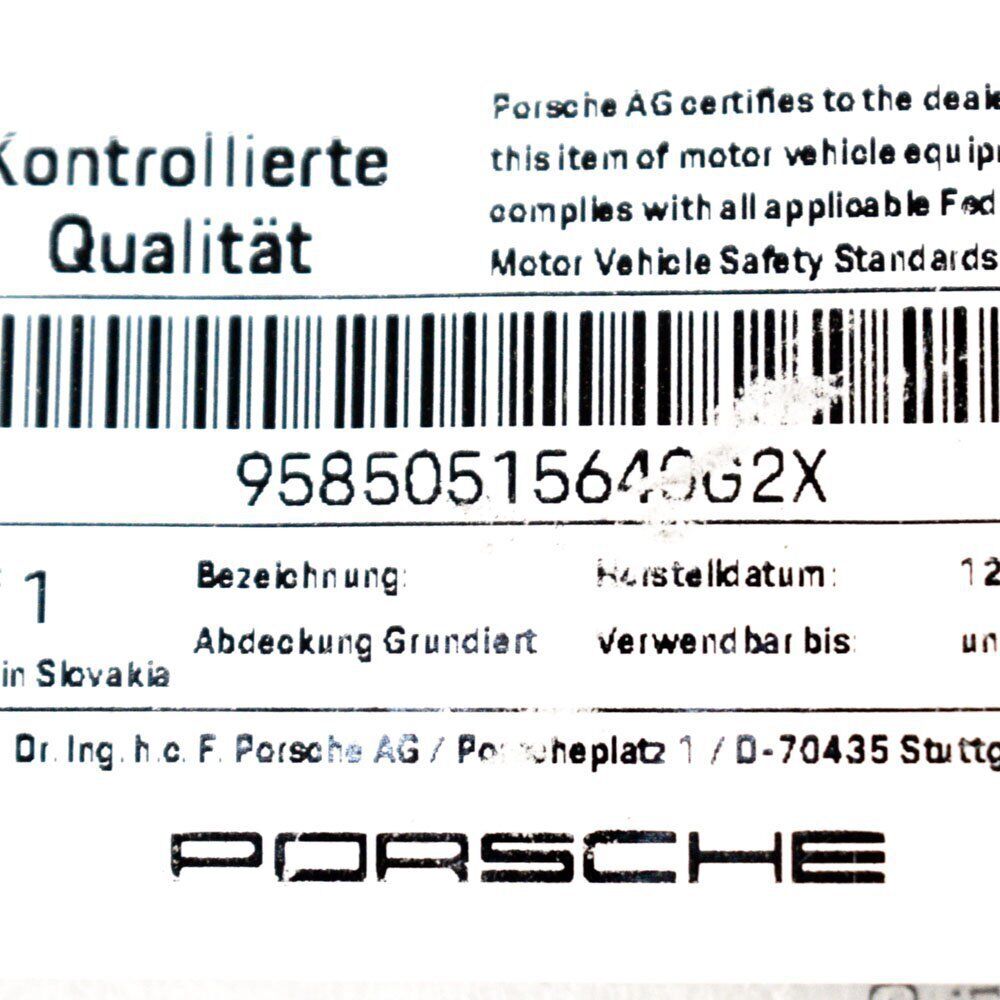 Kontrollierte
Qualität
Porsche AG certifies to the deale
this item of motor vehicle equip
complies with all applicable Fed
Motor Vehicle Safety Standards
95850515640G2X
1
in Slovakia
Bezeichnung:
Abdeckung Grundiert
Herstelldatum: 12
Verwendbar bis: un
Dr. Ing. h.c. F. Porsche AG / Porscheplatz 1 / D-70435 Stuttg
PORSCHE